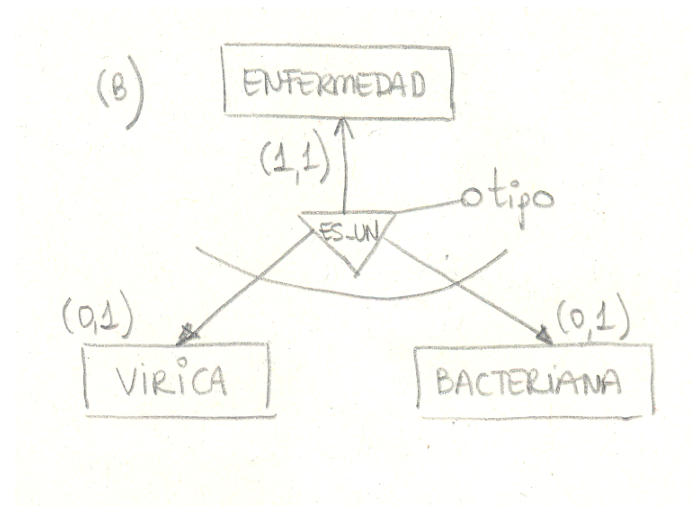 (B)
ENFERMEDAD
(1,1)
tipo
ES_UN
(0,1)
(0,1)
VIRICA
BACTERIANA